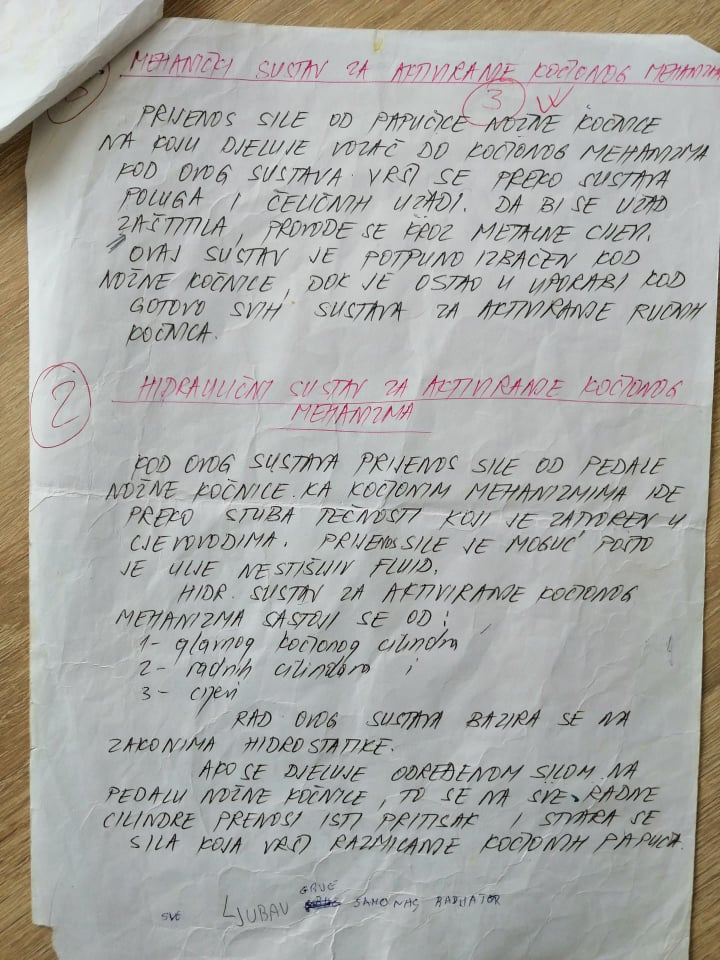 MEHANIČKI SUSTAV ZA AKTIVIRANJE KOČIONOG MEHANIZMA
3
PRIJENOS SILE OD PAPUČICE NOŽNE KOČNICE
NA KOJU DJELUJE VOZAČ DO KOČIONOG MEHANIZMA
KOD OVOG SUSTAVA VRŠI SE PREKO SUSTAVA
POLUGA I ČELIČNIH UŽADI. DA BI SE UŽAD
ZAŠTITILA, PROVODE SE KROZ METALNE CIJEVI.
OVAJ SUSTAV JE POTPUNO IZBAČEN KOD
NOŽNE KOČNICE, DOK JE OSTAO U UPORABI KOD
GOTOVO SVIH SUSTAVA ZA AKTIVIRANJE RUČNIH
KOČNICA.
2 HIDRAULIČNI SUSTAV ZA AKTIVIRANJE KOČIONOG
MEHANIZMA
KOD OVOG SUSTAVA PRIJENOS SILE OD PEDALE
NOŽNE KOČNICE KA KOČIONIM MEHANIZMIMA IDE
PREKO STUBA TEČNOSTI KOJI JE ZATVOREN U
CJEVOVODIMA. PRIJENOS SILE JE MOGUĆ POŠTO
JE ULJE NESTIŠLJIV FLUID.
HIDR. SUSTAV ZA AKTIVIRANJE KOČIONOG
MEHANIZMA SASTOJI SE OD:
1- glavnog kočionog cilindra,
2- radnih cilindara i
3- cijevi
RAD OVOG SUSTAVA BAZIRA SE NA
ZAKONIMA HIDROSTATIKE.
AKO SE DJELUJE ODREĐENOM SILOM NA
PEDALU NOŽNE KOČNICE, TO SE NA SVE RADNE
CILINDRE PRENOSI ISTI PRITISAK I STVARA SE
SILA KOJA VRŠI RAZMICANJE KOČIONIH PAPUČA.
GRIJE
SVE LJUBAV SAMO NAS RADIJATOR